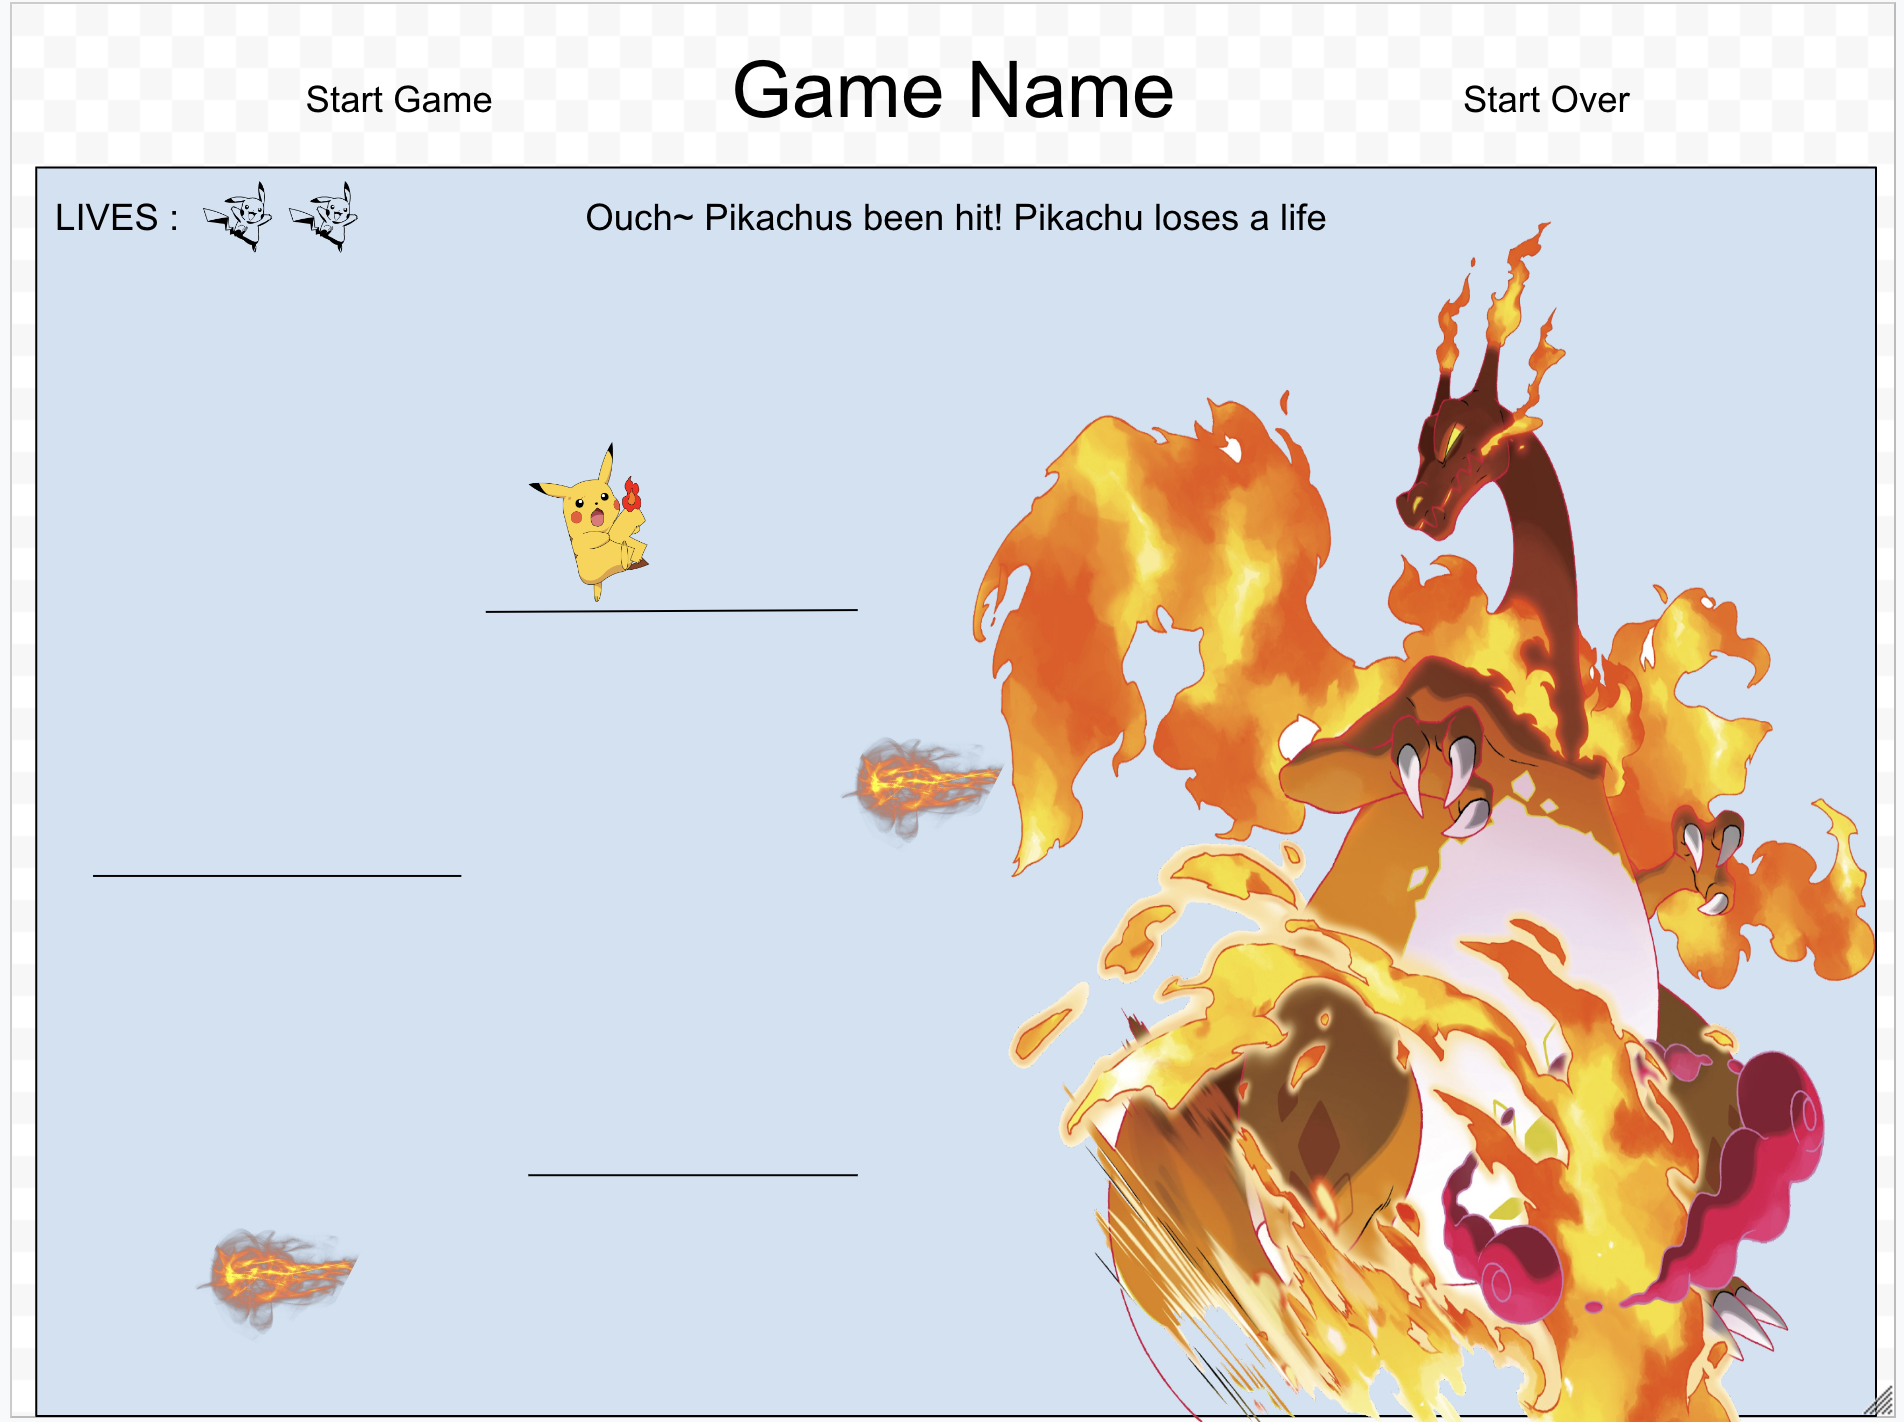 Start Game
Game Name
Start Over
LIVES :
Ouch~ Pikachus been hit! Pikachu loses a life